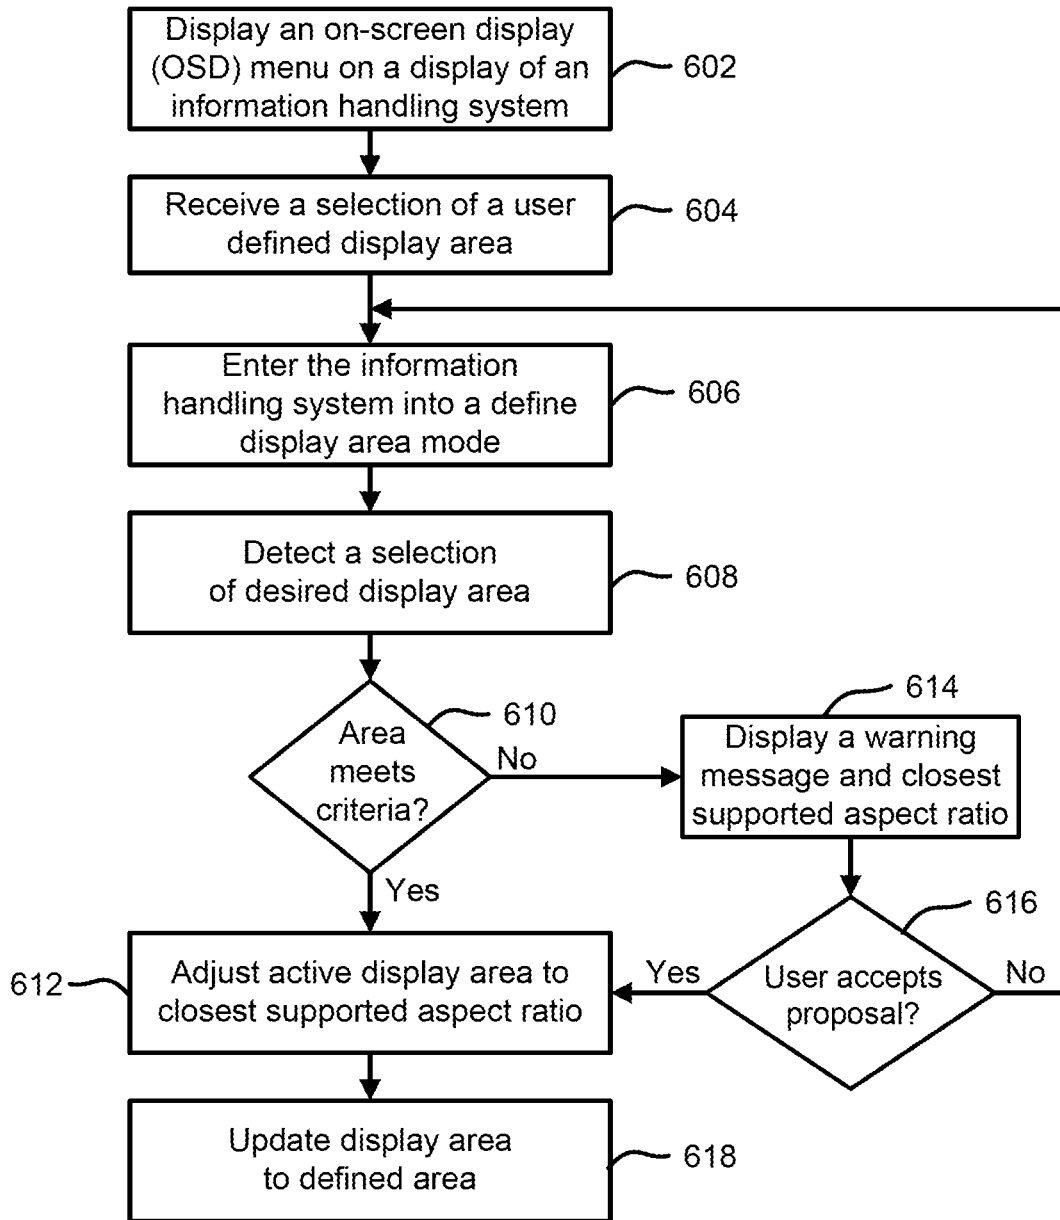 Display an on-screen display
(OSD) menu on a display of an
information handling system
602
Receive a selection of a user
defined display area
604
Enter the information
handling system into a define
display area mode
606
Detect a selection
of desired display area
608
Area
meets
criteria?
610
No
Yes
614
Display a warning
message and closest
supported aspect ratio
616
User accepts
proposal?
Yes
No
612
Adjust active display area to
closest supported aspect ratio
Update display area
to defined area
618